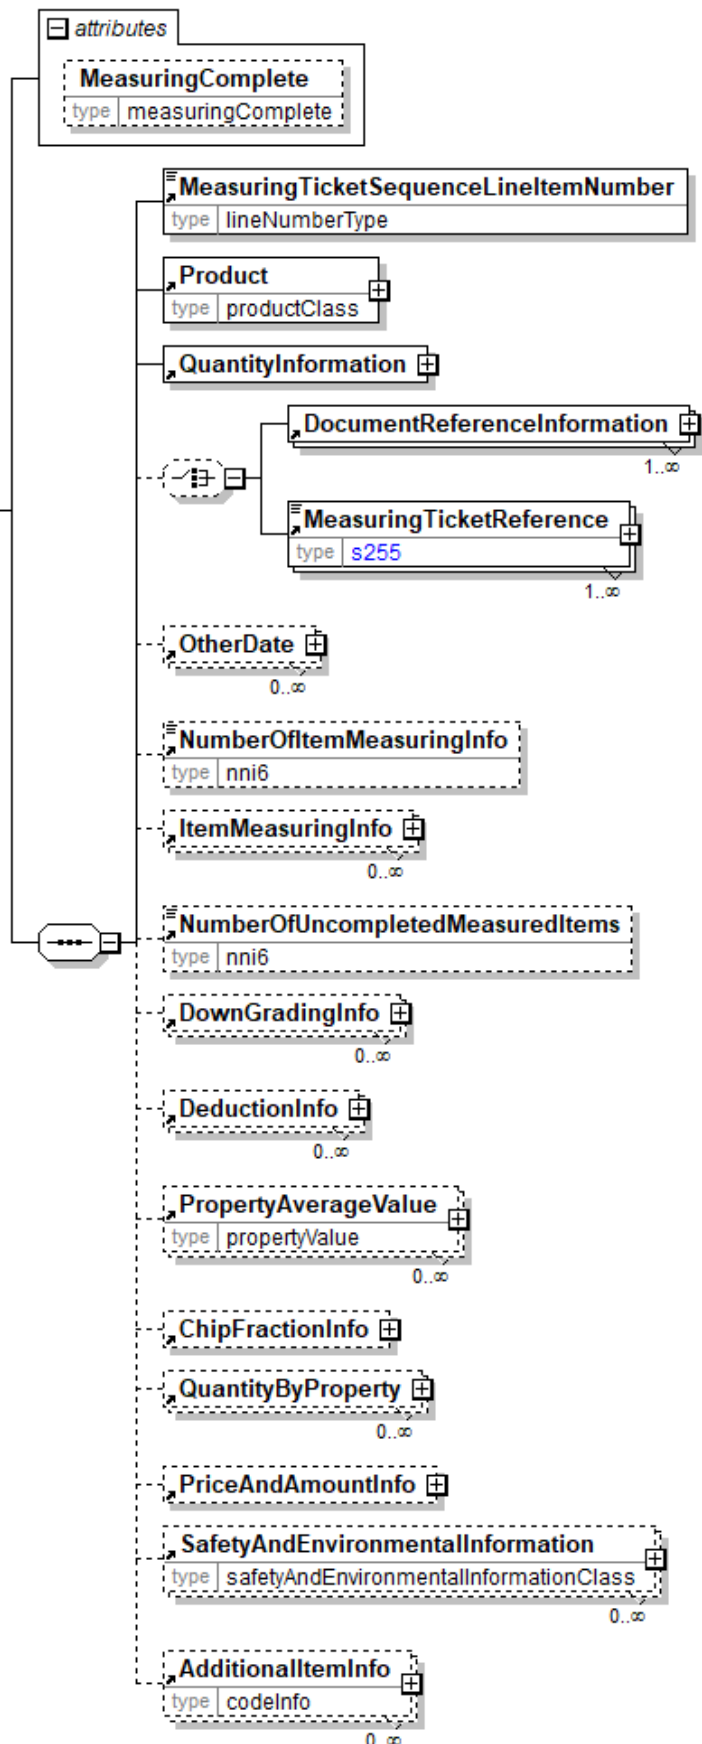 attributes
MeasuringComplete
type measuringComplete
MeasuringTicketSequenceLineItemNumber
type lineNumberType
Product
type productClass
QuantityInformation
DocumentReferenceInformation
1..∞
MeasuringTicketReference
type s255
1..∞
OtherDate
0..∞
NumberOfItemMeasuringInfo
type nni6
ItemMeasuringInfo
0..∞
NumberOfUncompletedMeasuredItems
type nni6
DownGradingInfo
0..∞
DeductionInfo
0..∞
PropertyAverageValue
type propertyValue
0..∞
ChipFractionInfo
QuantityByProperty
0..∞
PriceAndAmountInfo
SafetyAndEnvironmentalInformation
type safetyAndEnvironmentalInformationClass
0..∞
AdditionalItemInfo
type codeInfo
0..∞